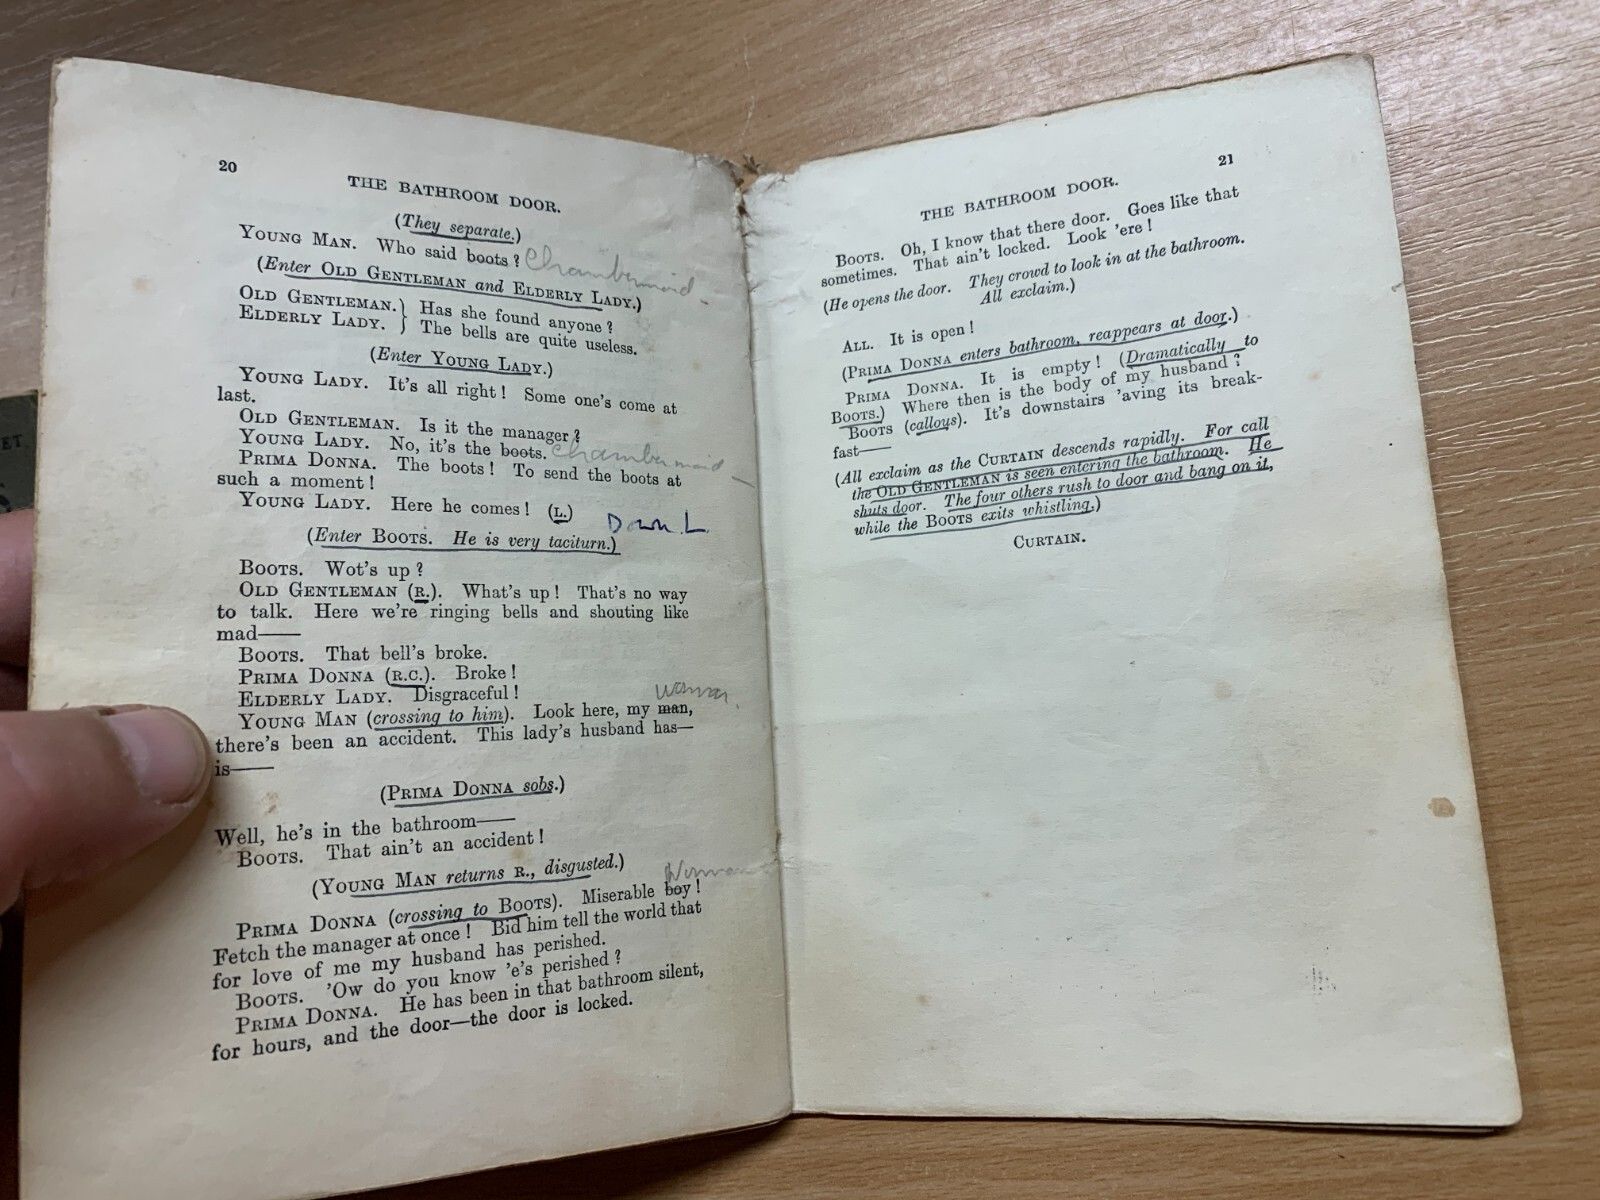 20
THE BATHROOM DOOR.
(They separate.)
YOUNG MAN. Who said boots? Chambermaid
(Enter OLD GENTLEMAN and ELDERLY LADY.)
OLD GENTLEMAN. } Has she found anyone?
ELDERLY LADY. } The bells are quite useless.
(Enter YOUNG LADY.)
YOUNG LADY. It's all right! Some one's come at
last.
OLD GENTLEMAN. Is it the manager?
YOUNG LADY. No, it's the boots. Chambermaid
PRIMA DONNA. The boots! To send the boots at
such a moment!
YOUNG LADY. Here he comes! (L.)
Down L
(Enter BOOTS. He is very taciturn.)
BOOTS. Wot's up?
OLD GENTLEMAN (R.). What's up! That's no way
to talk. Here we're ringing bells and shouting like
mad——
BOOTS. That bell's broke.
PRIMA DONNA (R.C.). Broke!
ELDERLY LADY. Disgraceful!
woman
YOUNG MAN (crossing to him). Look here, my man,
there's been an accident. This lady's husband has—
is——
(PRIMA DONNA sobs.)
Well, he's in the bathroom——
BOOTS. That ain't an accident!
(YOUNG MAN returns R., disgusted.)
Woman
PRIMA DONNA (crossing to BOOTS). Miserable boy!
Fetch the manager at once! Bid him tell the world that
for love of me my husband has perished.
BOOTS. 'Ow do you know 'e's perished?
PRIMA DONNA. He has been in that bathroom silent,
for hours, and the door—the door is locked.
21
THE BATHROOM DOOR.
BOOTS. Oh, I know that there door. Goes like that
sometimes. That ain't locked. Look 'ere!
(He opens the door. They crowd to look in at the bathroom.
All exclaim.)
ALL. It is open!
(PRIMA DONNA enters bathroom, reappears at door.)
PRIMA DONNA. It is empty! (Dramatically to
BOOTS.) Where then is the body of my husband?
BOOTS (callous). It's downstairs 'aving its break-
fast——
(All exclaim as the CURTAIN descends rapidly. For call
the OLD GENTLEMAN is seen entering the bathroom. He
shuts door. The four others rush to door and bang on it,
while the BOOTS exits whistling.)
CURTAIN.